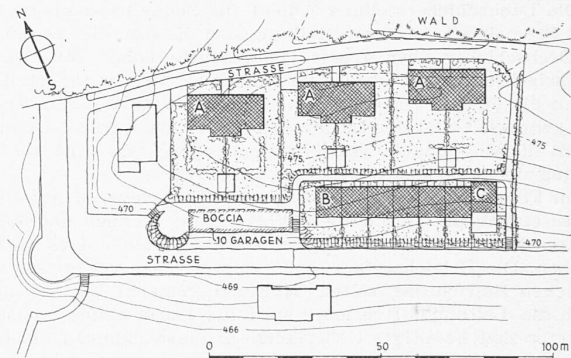 WALD
N
S
STRASSE
A
A
A
475
475
470
B
C
BOCCIA
10 GARAGEN
470
STRASSE
469
466
0 50 100 m